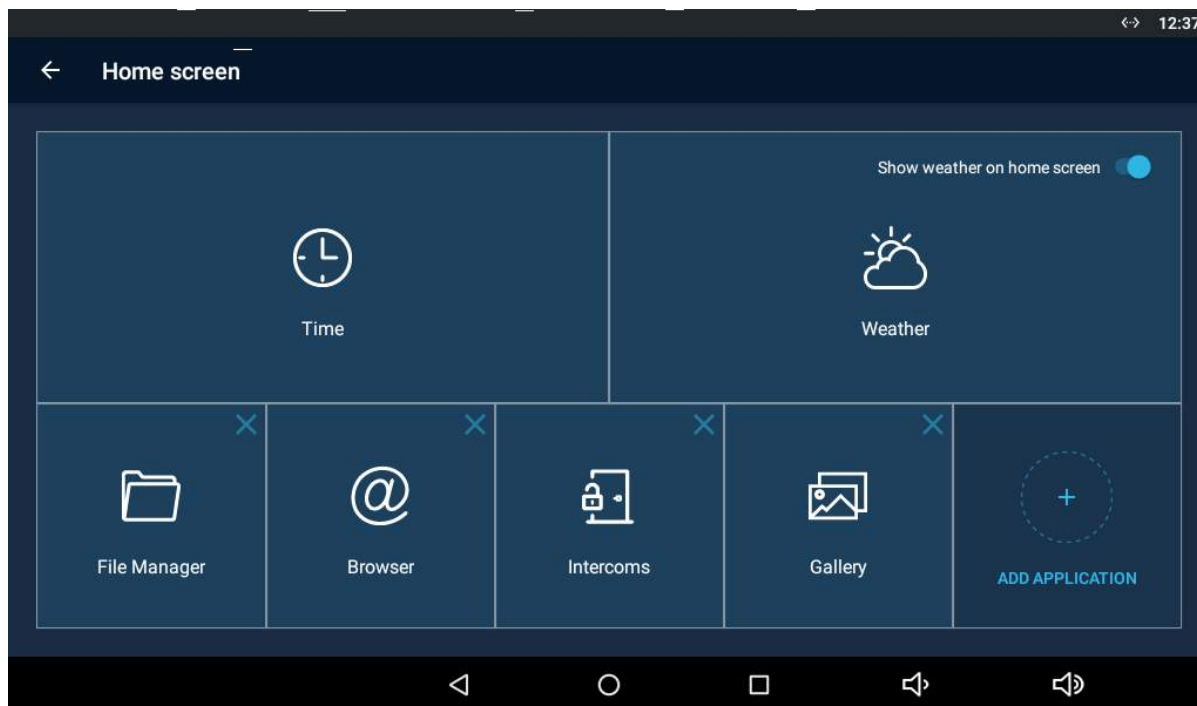 12:37
Home screen
Show weather on home screen
Time
Weather
File Manager
Browser
Intercoms
Gallery
ADD APPLICATION